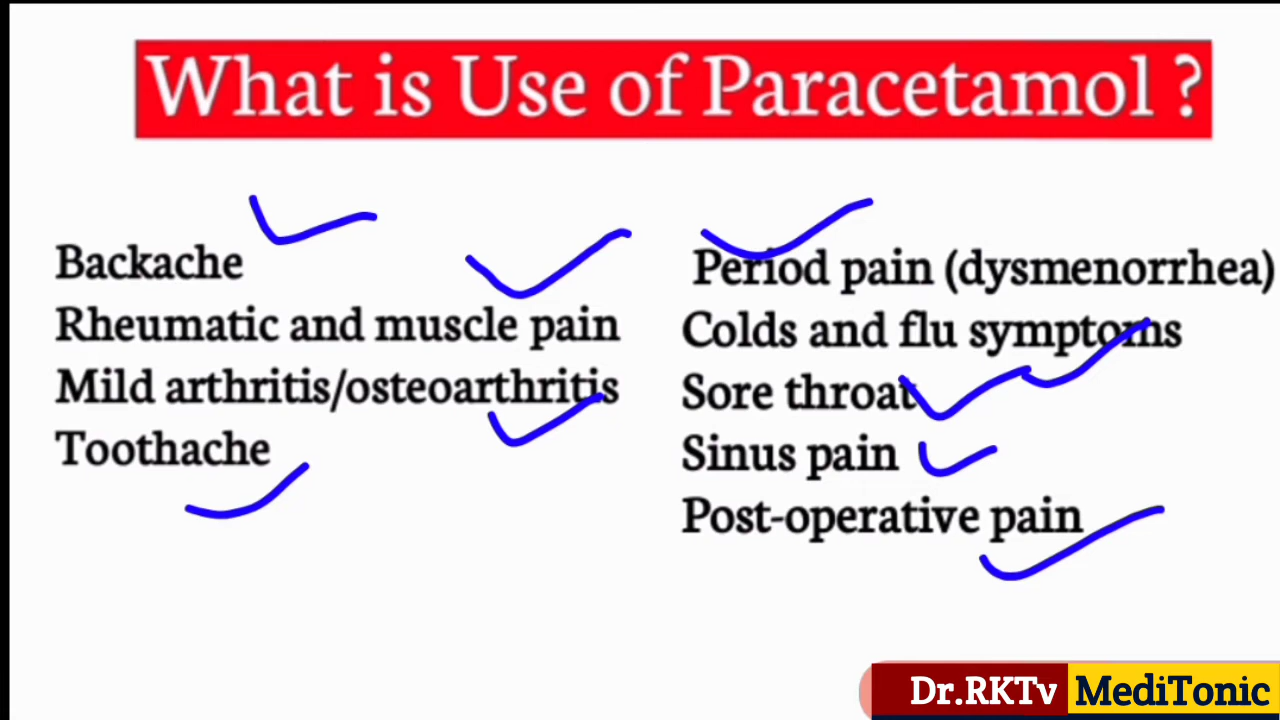 What is Use of Paracetamol ?
Backache
Rheumatic and muscle pain
Mild arthritis/osteoarthritis
Toothache
Period pain (dysmenorrhea)
Colds and flu symptoms
Sore throat
Sinus pain
Post-operative pain
Dr.RKTv MediTonic